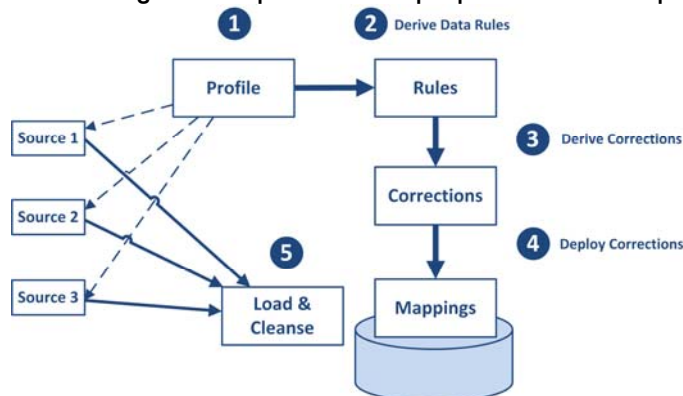 1
2 Derive Data Rules
Profile
Rules
Source 1
3 Derive Corrections
Corrections
Source 2
5
4 Deploy Corrections
Source 3
Load &
Cleanse
Mappings